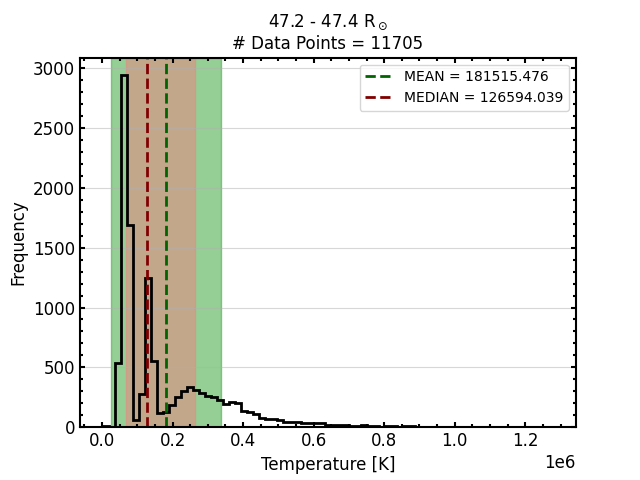 47.2 - 47.4 R⊙
# Data Points = 11705
MEAN = 181515.476
MEDIAN = 126594.039
3000
2500
2000
1500
1000
500
0
Frequency
0.0 0.2 0.4 0.6 0.8 1.0 1.2
Temperature [K]
1e6